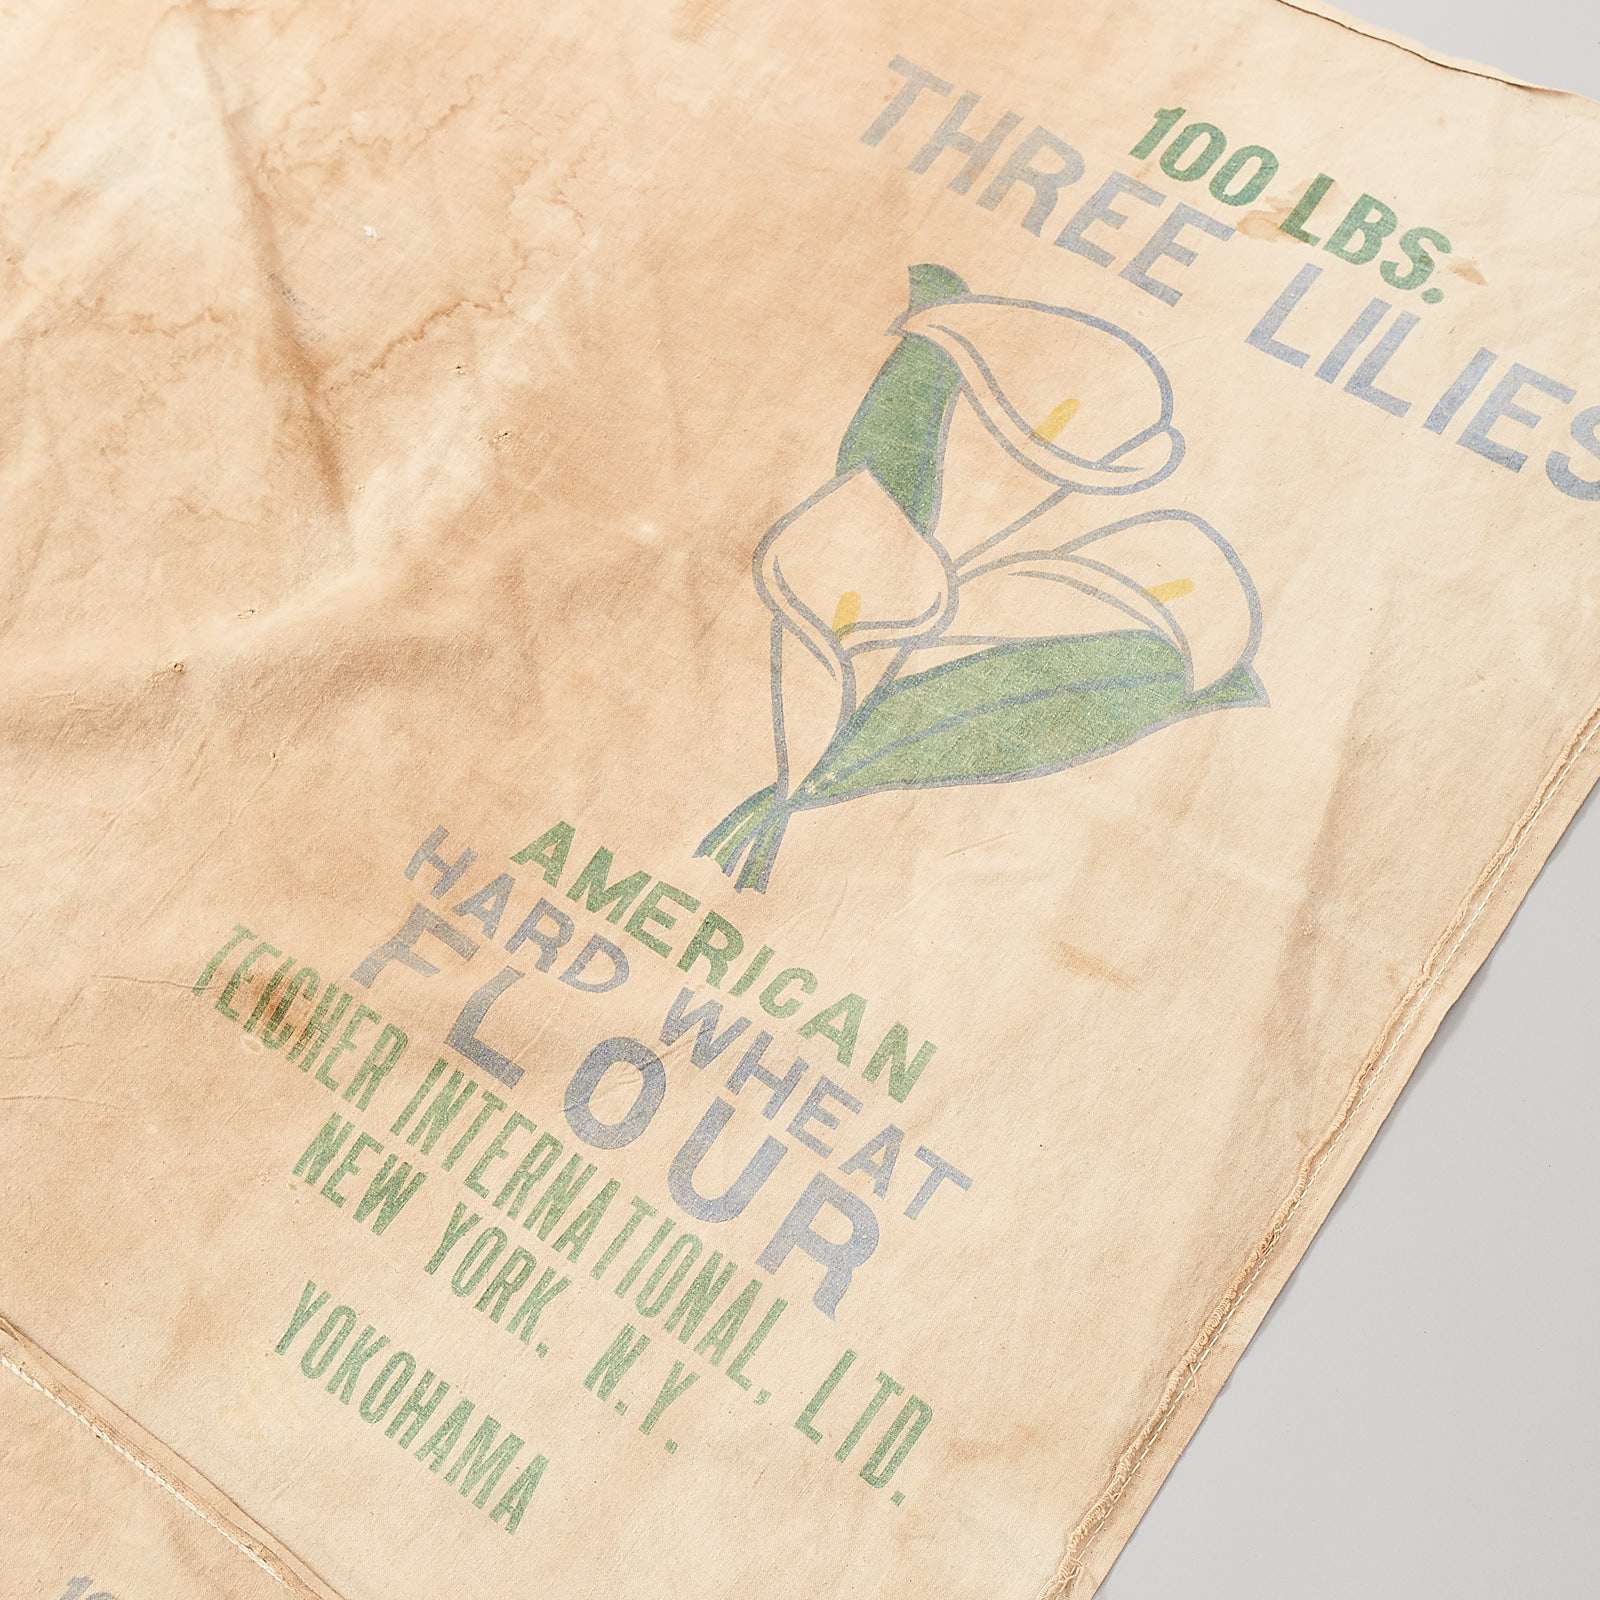 100 LBS.
THREE LILIES
AMERICAN
HARD WHEAT
FLOUR
TEICHER INTERNATIONAL, LTD.
NEW YORK. N.Y.
YOKOHAMA